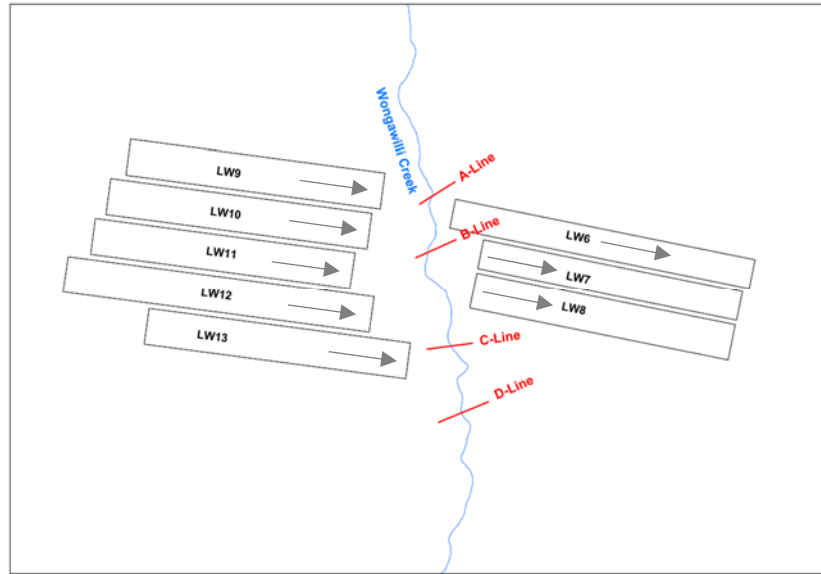 Wongawilli Creek
LW9
A-Line
LW10
B-Line
LW6
LW11
LW7
LW12
LW8
LW13
C-Line
D-Line